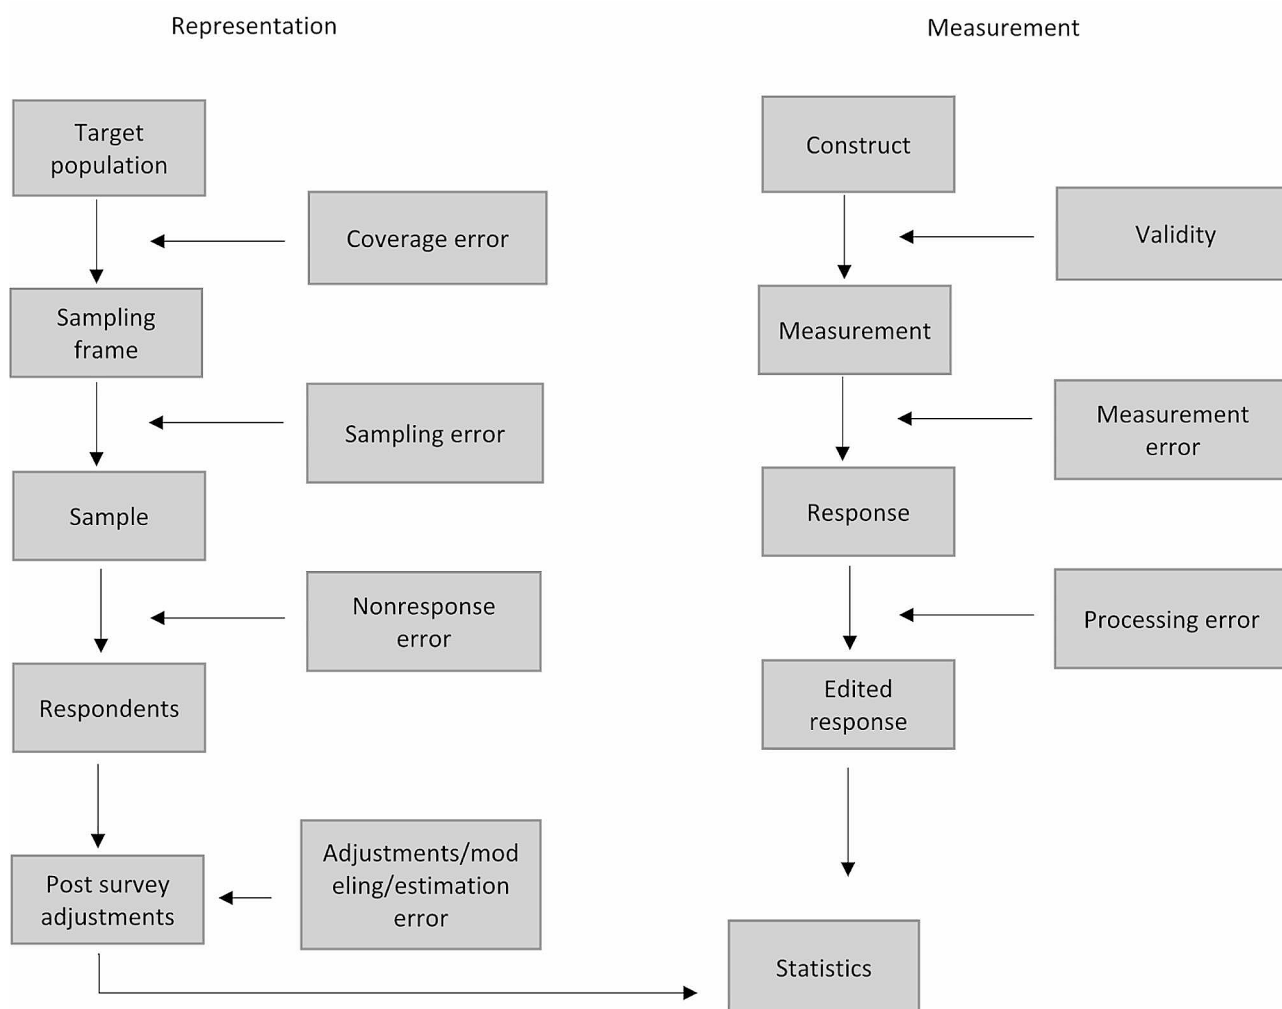 Representation
Measurement
Target
population
Coverage error
Sampling
frame
Sampling error
Sample
Nonresponse
error
Respondents
Post survey
adjustments
Adjustments/mod
eling/estimation
error
Construct
Validity
Measurement
Measurement
error
Response
Processing error
Edited
response
Statistics